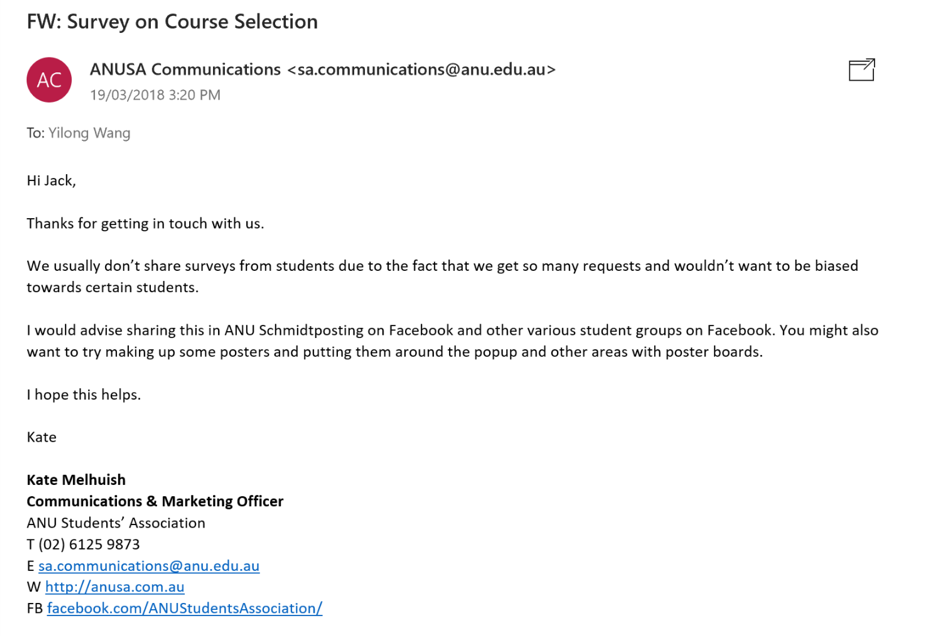 FW: Survey on Course Selection
AC
ANUSA Communications <sa.communications@anu.edu.au>
19/03/2018 3:20 PM
To: Yilong Wang
Hi Jack,
Thanks for getting in touch with us.
We usually don’t share surveys from students due to the fact that we get so many requests and wouldn’t want to be biased
towards certain students.
I would advise sharing this in ANU Schmidtposting on Facebook and other various student groups on Facebook. You might also
want to try making up some posters and putting them around the popup and other areas with poster boards.
I hope this helps.
Kate
Kate Melhuish
Communications & Marketing Officer
ANU Students’ Association
T (02) 6125 9873
E sa.communications@anu.edu.au
W http://anusa.com.au
FB facebook.com/ANUStudentsAssociation/